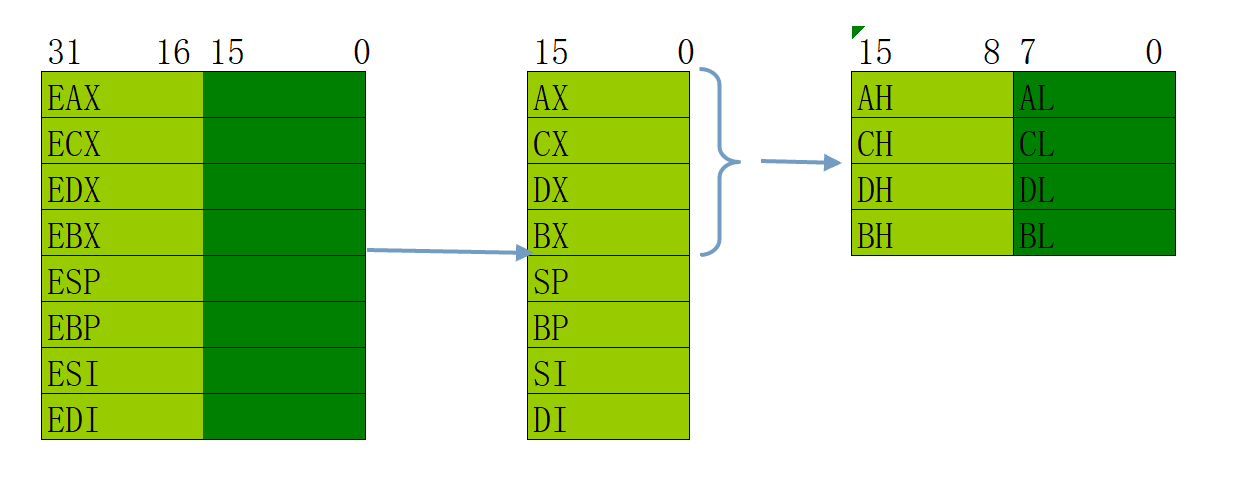 31 16 15 0 15 0 15 8 7 0
EAX AX AH AL
ECX CX CH CL
EDX DX DH DL
EBX BX BH BL
ESP SP
EBP BP
ESI SI
EDI DI